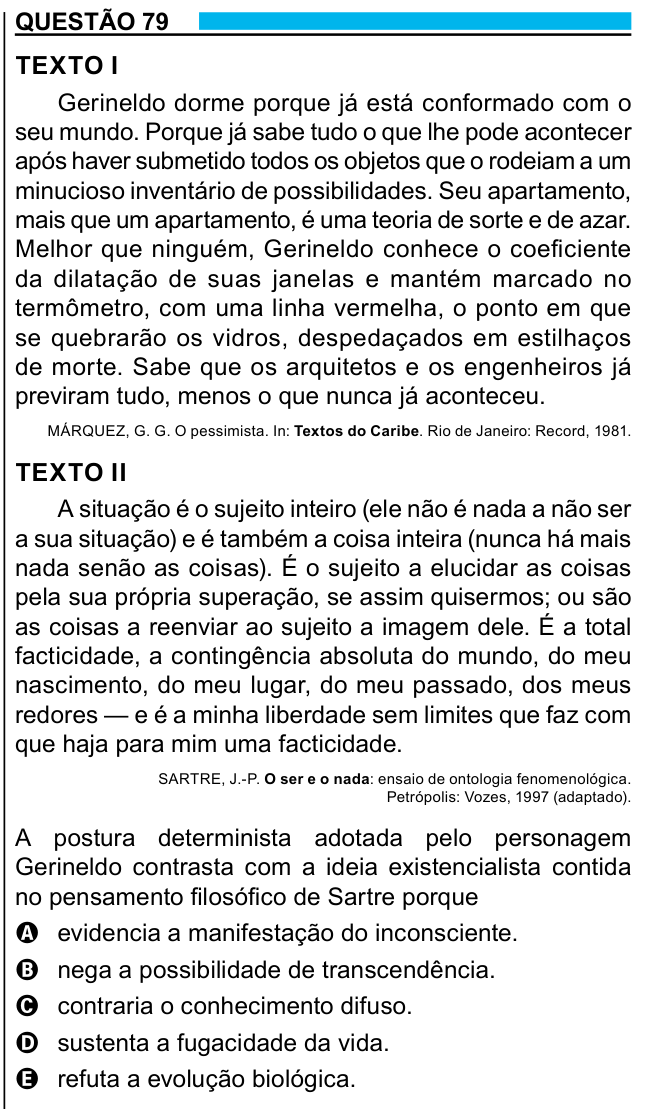 QUESTÃO 79
TEXTO I
Gerineldo dorme porque já está conformado com o
seu mundo. Porque já sabe tudo o que lhe pode acontecer
após haver submetido todos os objetos que o rodeiam a um
minucioso inventário de possibilidades. Seu apartamento,
mais que um apartamento, é uma teoria de sorte e de azar.
Melhor que ninguém, Gerineldo conhece o coeficiente
da dilatação de suas janelas e mantém marcado no
termômetro, com uma linha vermelha, o ponto em que
se quebrarão os vidros, despedaçados em estilhaços
de morte. Sabe que os arquitetos e os engenheiros já
previram tudo, menos o que nunca já aconteceu.
MÁRQUEZ, G. G. O pessimista. In: Textos do Caribe. Rio de Janeiro: Record, 1981.
TEXTO II
A situação é o sujeito inteiro (ele não é nada a não ser
a sua situação) e é também a coisa inteira (nunca há mais
nada senão as coisas). É o sujeito a elucidar as coisas
pela sua própria superação, se assim quisermos; ou são
as coisas a reenviar ao sujeito a imagem dele. É a total
facticidade, a contingência absoluta do mundo, do meu
nascimento, do meu lugar, do meu passado, dos meus
redores — e é a minha liberdade sem limites que faz com
que haja para mim uma facticidade.
SARTRE, J.-P. O ser e o nada: ensaio de ontologia fenomenológica.
Petrópolis: Vozes, 1997 (adaptado).
A postura determinista adotada pelo personagem
Gerineldo contrasta com a ideia existencialista contida
no pensamento filosófico de Sartre porque
A evidencia a manifestação do inconsciente.
B nega a possibilidade de transcendência.
C contraria o conhecimento difuso.
D sustenta a fugacidade da vida.
E refuta a evolução biológica.